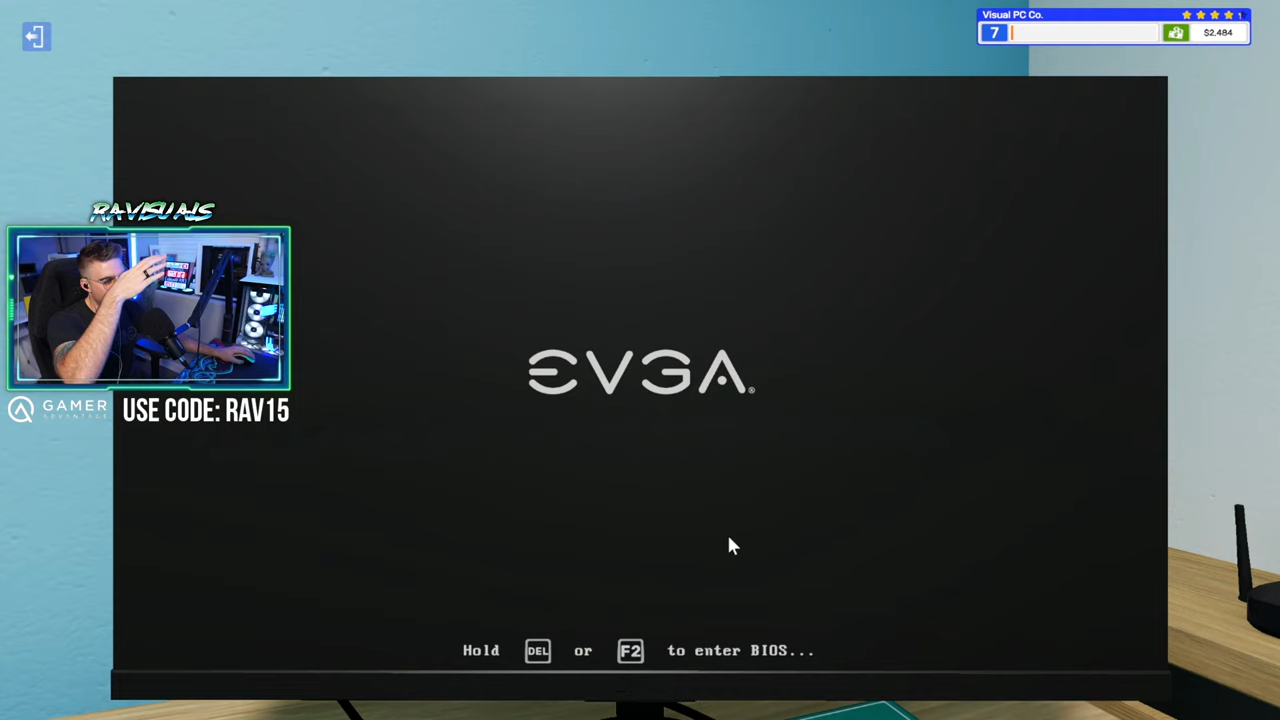 Visual PC Co.
7
$2,484
RAVISUALS
GAMER
ADVANTAGE
USE CODE: RAV15
EVGA®
Hold DEL or F2 to enter BIOS...